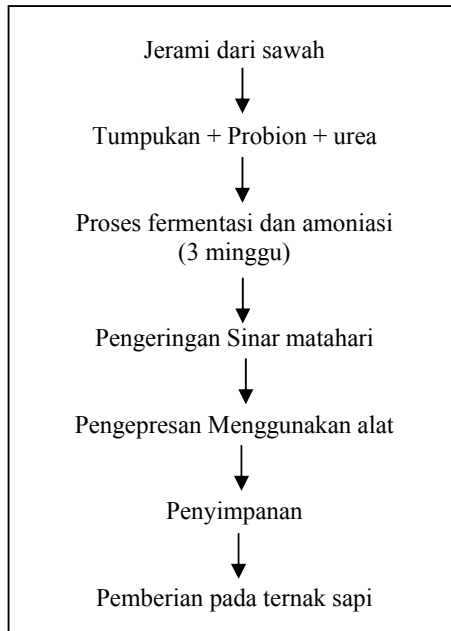 Jerami dari sawah
Tumpukan + Probion + urea
Proses fermentasi dan amoniasi
(3 minggu)
Pengeringan Sinar matahari
Pengepresan Menggunakan alat
Penyimpanan
Pemberian pada ternak sapi